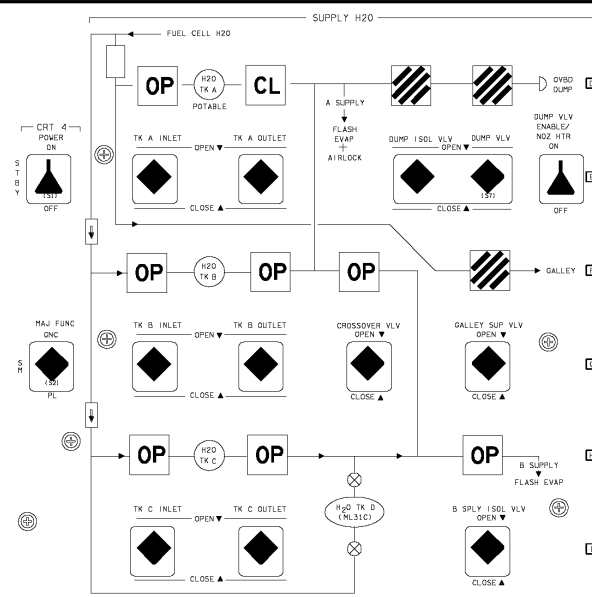 SUPPLY H2O
FUEL CELL H2O
OP
H2O
TK A
CL
POTABLE
A SUPPLY
FLASH
EVAP
+
AIRLOCK
OVBD
DUMP
CRT 4
POWER
ON
S
T
B
Y
(S1)
OFF
TK A INLET
TK A OUTLET
OPEN ▼
CLOSE ▲
DUMP ISOL VLV
DUMP VLV
OPEN ▼
(S7)
CLOSE ▲
DUMP VLV
ENABLE/
NOZ HTR
ON
OFF
OP
H2O
TK B
OP
OP
GALLEY
MAJ FUNC
GNC
S
M
(S2)
PL
TK B INLET
TK B OUTLET
OPEN ▼
CLOSE ▲
CROSSOVER VLV
OPEN ▼
CLOSE ▲
GALLEY SUP VLV
OPEN ▼
CLOSE ▲
OP
H2O
TK C
OP
OP
B SUPPLY
FLASH EVAP
H2O TK D
(ML31C)
TK C INLET
TK C OUTLET
OPEN ▼
CLOSE ▲
B SPLY ISOL VLV
OPEN ▼
CLOSE ▲